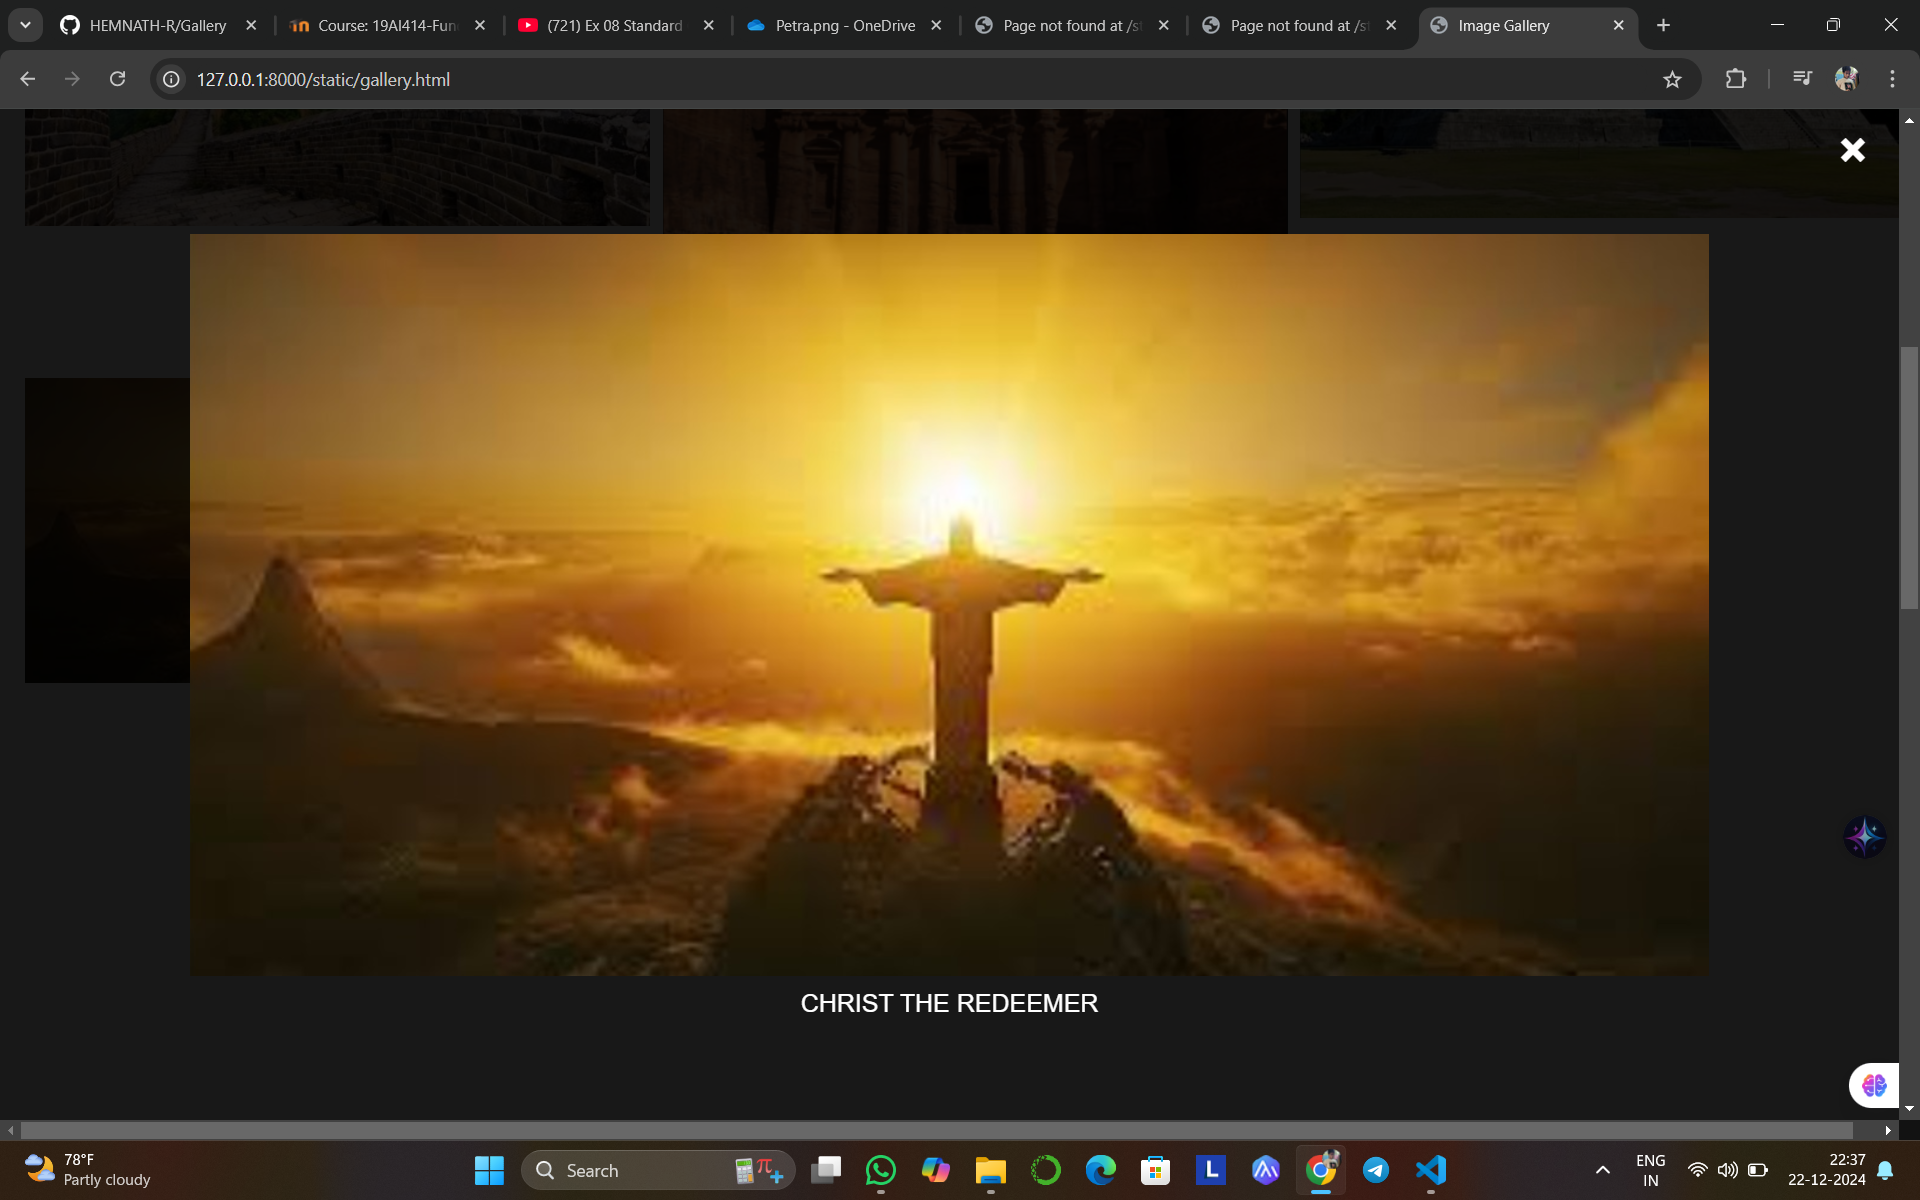 HEMNATH-R/Gallery
Course: 19AI414-Fun
(721) Ex 08 Standard
Petra.png - OneDrive
Page not found at /st
Page not found at /st
Image Gallery
127.0.0.1:8000/static/gallery.html
CHRIST THE REDEEMER
78°F
Partly cloudy
Search
L
ENG
IN
22:37
22-12-2024